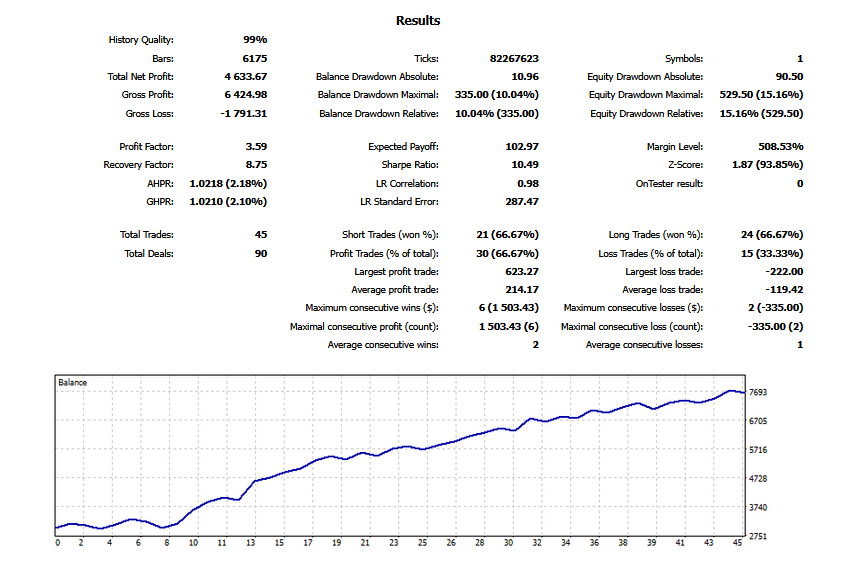 Results
History Quality: 99%
Bars: 6175 Ticks: 82267623 Symbols: 1
Total Net Profit: 4 633.67 Balance Drawdown Absolute: 10.96 Equity Drawdown Absolute: 90.50
Gross Profit: 6 424.98 Balance Drawdown Maximal: 335.00 (10.04%) Equity Drawdown Maximal: 529.50 (15.16%)
Gross Loss: -1 791.31 Balance Drawdown Relative: 10.04% (335.00) Equity Drawdown Relative: 15.16% (529.50)
Profit Factor: 3.59 Expected Payoff: 102.97 Margin Level: 508.53%
Recovery Factor: 8.75 Sharpe Ratio: 10.49 Z-Score: 1.87 (93.85%)
AHPR: 1.0218 (2.18%) LR Correlation: 0.98 OnTester result: 0
GHPR: 1.0210 (2.10%) LR Standard Error: 287.47
Total Trades: 45 Short Trades (won %): 21 (66.67%) Long Trades (won %): 24 (66.67%)
Total Deals: 90 Profit Trades (% of total): 30 (66.67%) Loss Trades (% of total): 15 (33.33%)
Largest profit trade: 623.27 Largest loss trade: -222.00
Average profit trade: 214.17 Average loss trade: -119.42
Maximum consecutive wins ($): 6 (1 503.43) Maximum consecutive losses ($): 2 (-335.00)
Maximal consecutive profit (count): 1 503.43 (6) Maximal consecutive loss (count): -335.00 (2)
Average consecutive wins: 2 Average consecutive losses: 1
Balance
7693
6705
5716
4728
3740
2751
0 2 4 6 8 10 11 13 15 17 19 21 23 25 26 28 30 32 34 36 38 39 41 43 45